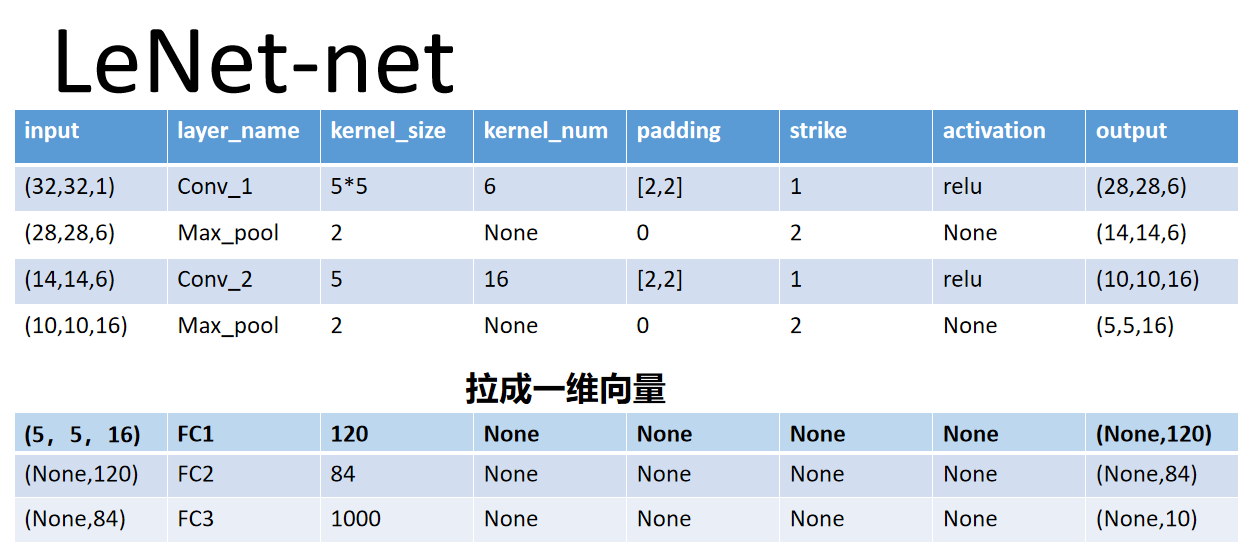 LeNet-net
input layer_name kernel_size kernel_num padding strike activation output
(32,32,1) Conv_1 5*5 6 [2,2] 1 relu (28,28,6)
(28,28,6) Max_pool 2 None 0 2 None (14,14,6)
(14,14,6) Conv_2 5 16 [2,2] 1 relu (10,10,16)
(10,10,16) Max_pool 2 None 0 2 None (5,5,16)
拉成一维向量
(5，5，16) FC1 120 None None None None (None,120)
(None,120) FC2 84 None None None None (None,84)
(None,84) FC3 1000 None None None None (None,10)